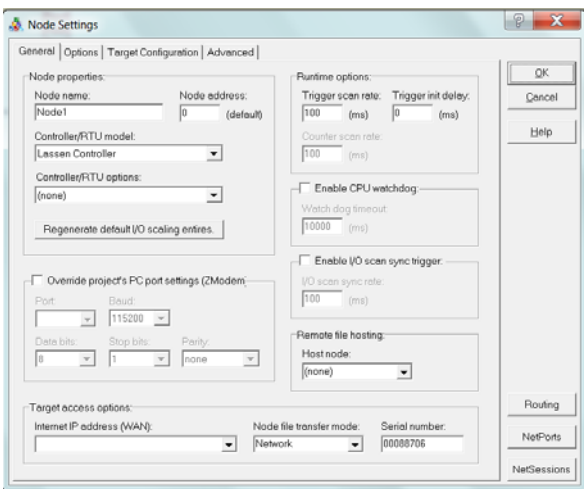 Node Settings
General Options Target Configuration Advanced
OK
Cancel
Help
Node properties:
Node name: Node address:
Node1 0 (default)
Controller/RTU model:
Lassen Controller
Controller/RTU options:
(none)
Regenerate default I/O scaling entires.
Runtime options:
Trigger scan rate: Trigger init delay:
100 (ms) 0 (ms)
Counter scan rate:
100 (ms)
Enable CPU watchdog:
Watch dog timeout:
10000 (ms)
Enable I/O scan sync trigger:
I/O scan sync rate:
100 (ms)
Override project's PC port settings (ZModem)
Port: Baud:
115200
Data bits: Stop bits: Parity:
8 1 none
Remote file hosting:
Host node:
(none)
Target access options:
Internet IP address (WAN): Node file transfer mode: Serial number:
Network 00088706
Routing
NetPorts
NetSessions